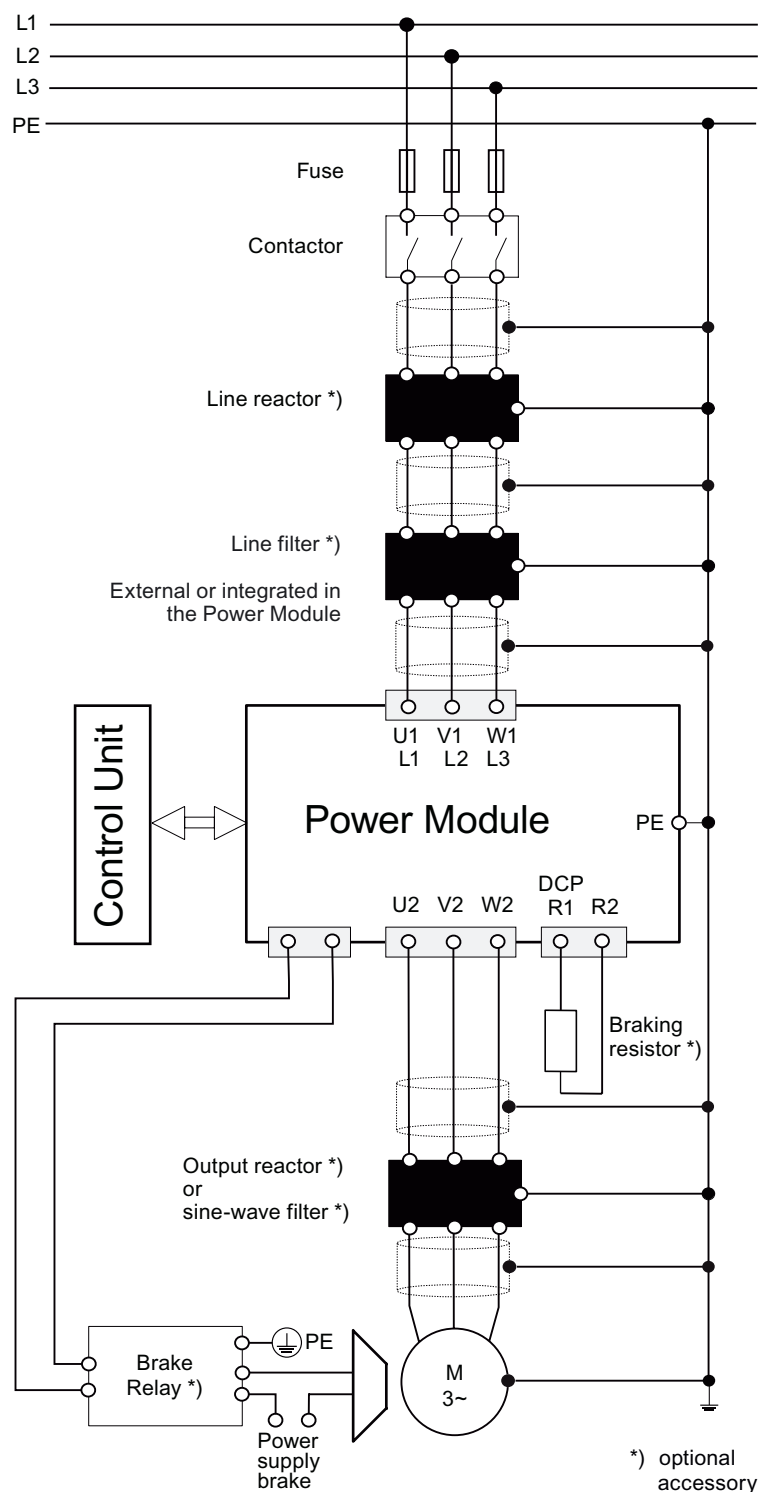 L1
L2
L3
PE
Fuse
Contactor
Line reactor *)
Line filter *)
External or integrated in
the Power Module
Control Unit
U1 V1 W1
L1 L2 L3
Power Module
PE
DCP
U2 V2 W2 R1 R2
Braking
resistor *)
Output reactor *)
or
sine-wave filter *)
PE
Brake
Relay *)
M
3~
Power
supply
brake
*) optional
accessory